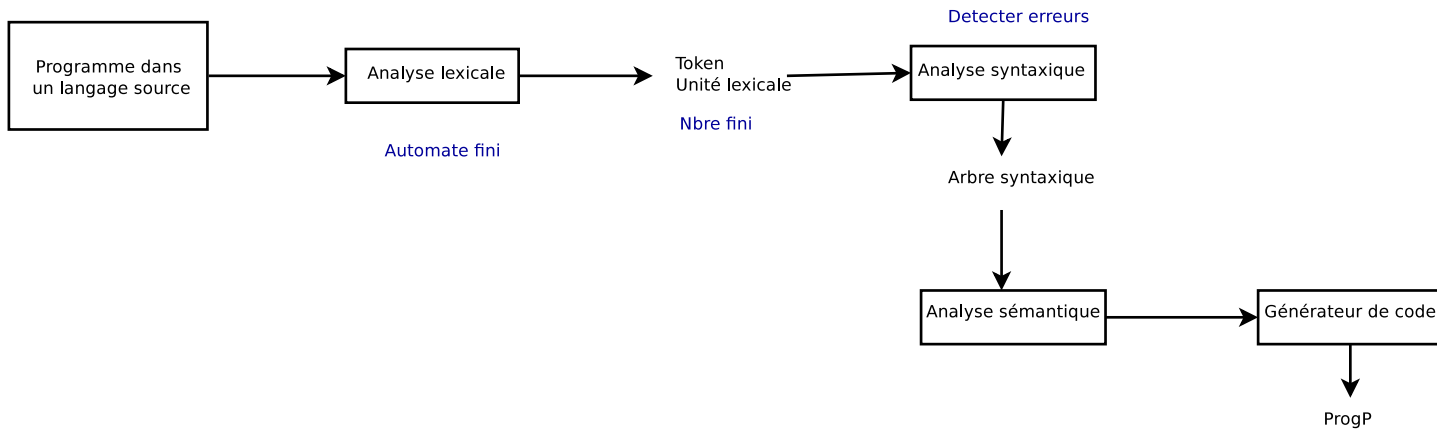 Detecter erreurs
Programme dans
un langage source
Analyse licale
Token
Unité lexicale
Analyse syntaxique
Nbre fini
Automate fini
Arbre syntaxique
Analyse sémantique
Générateur de code
ProgP